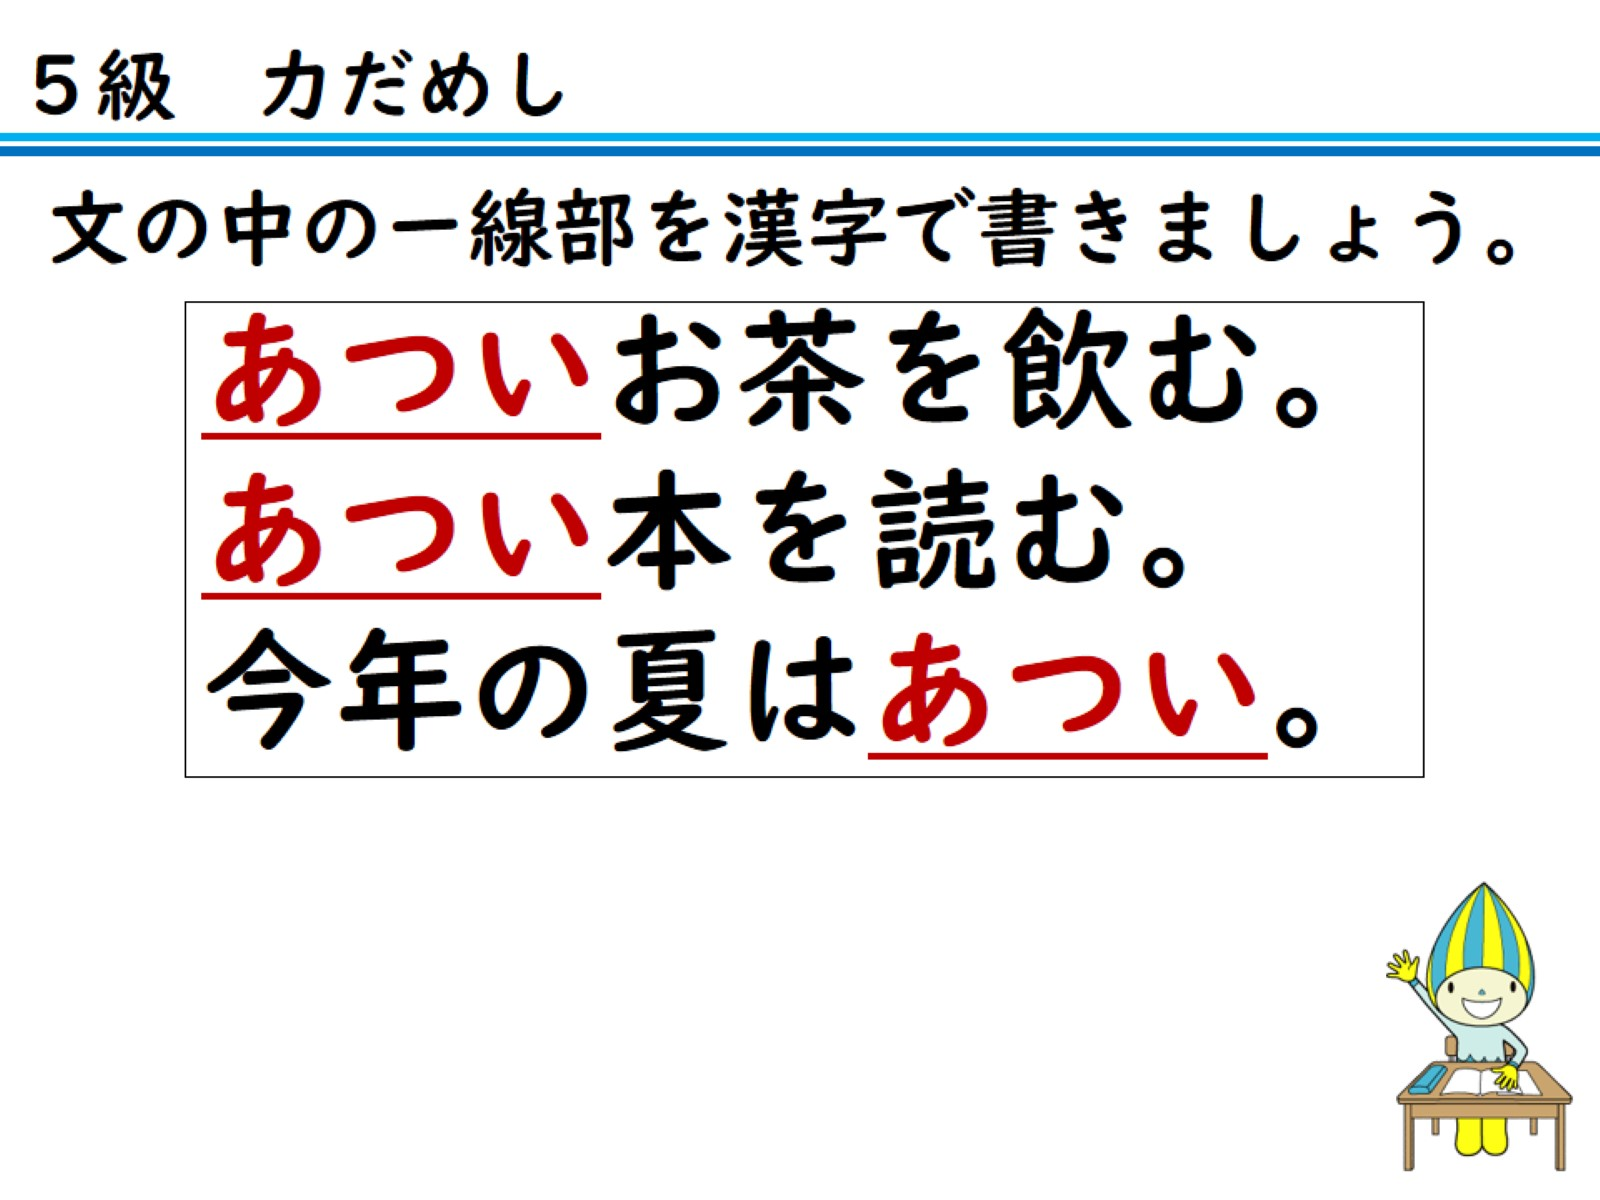 ５級　力だめし
文の中の一線部を漢字で書きましょう。
あついお茶を飲む。
あつい本を読む。
今年の夏はあつい。